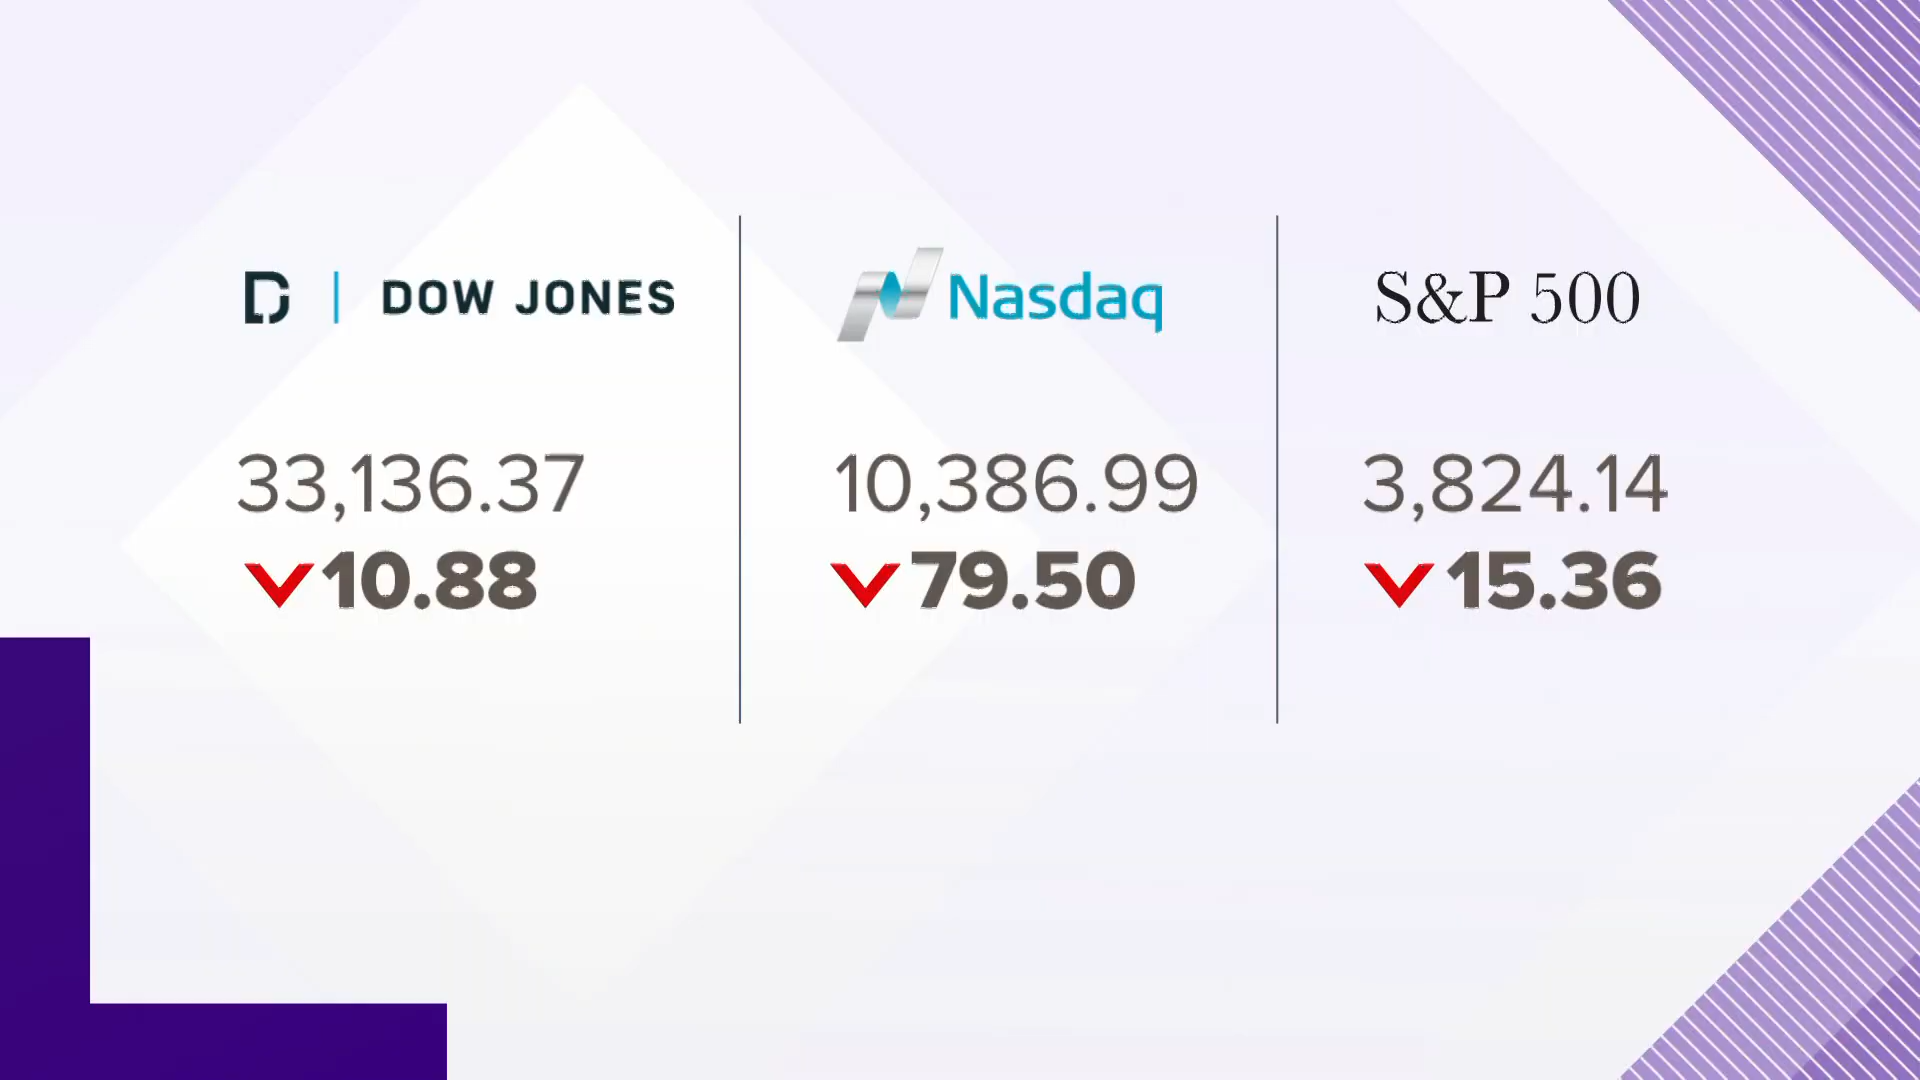 DOW JONES
33,136.37
10.88
Nasdaq
10,386.99
79.50
S&P 500
3,824.14
15.36